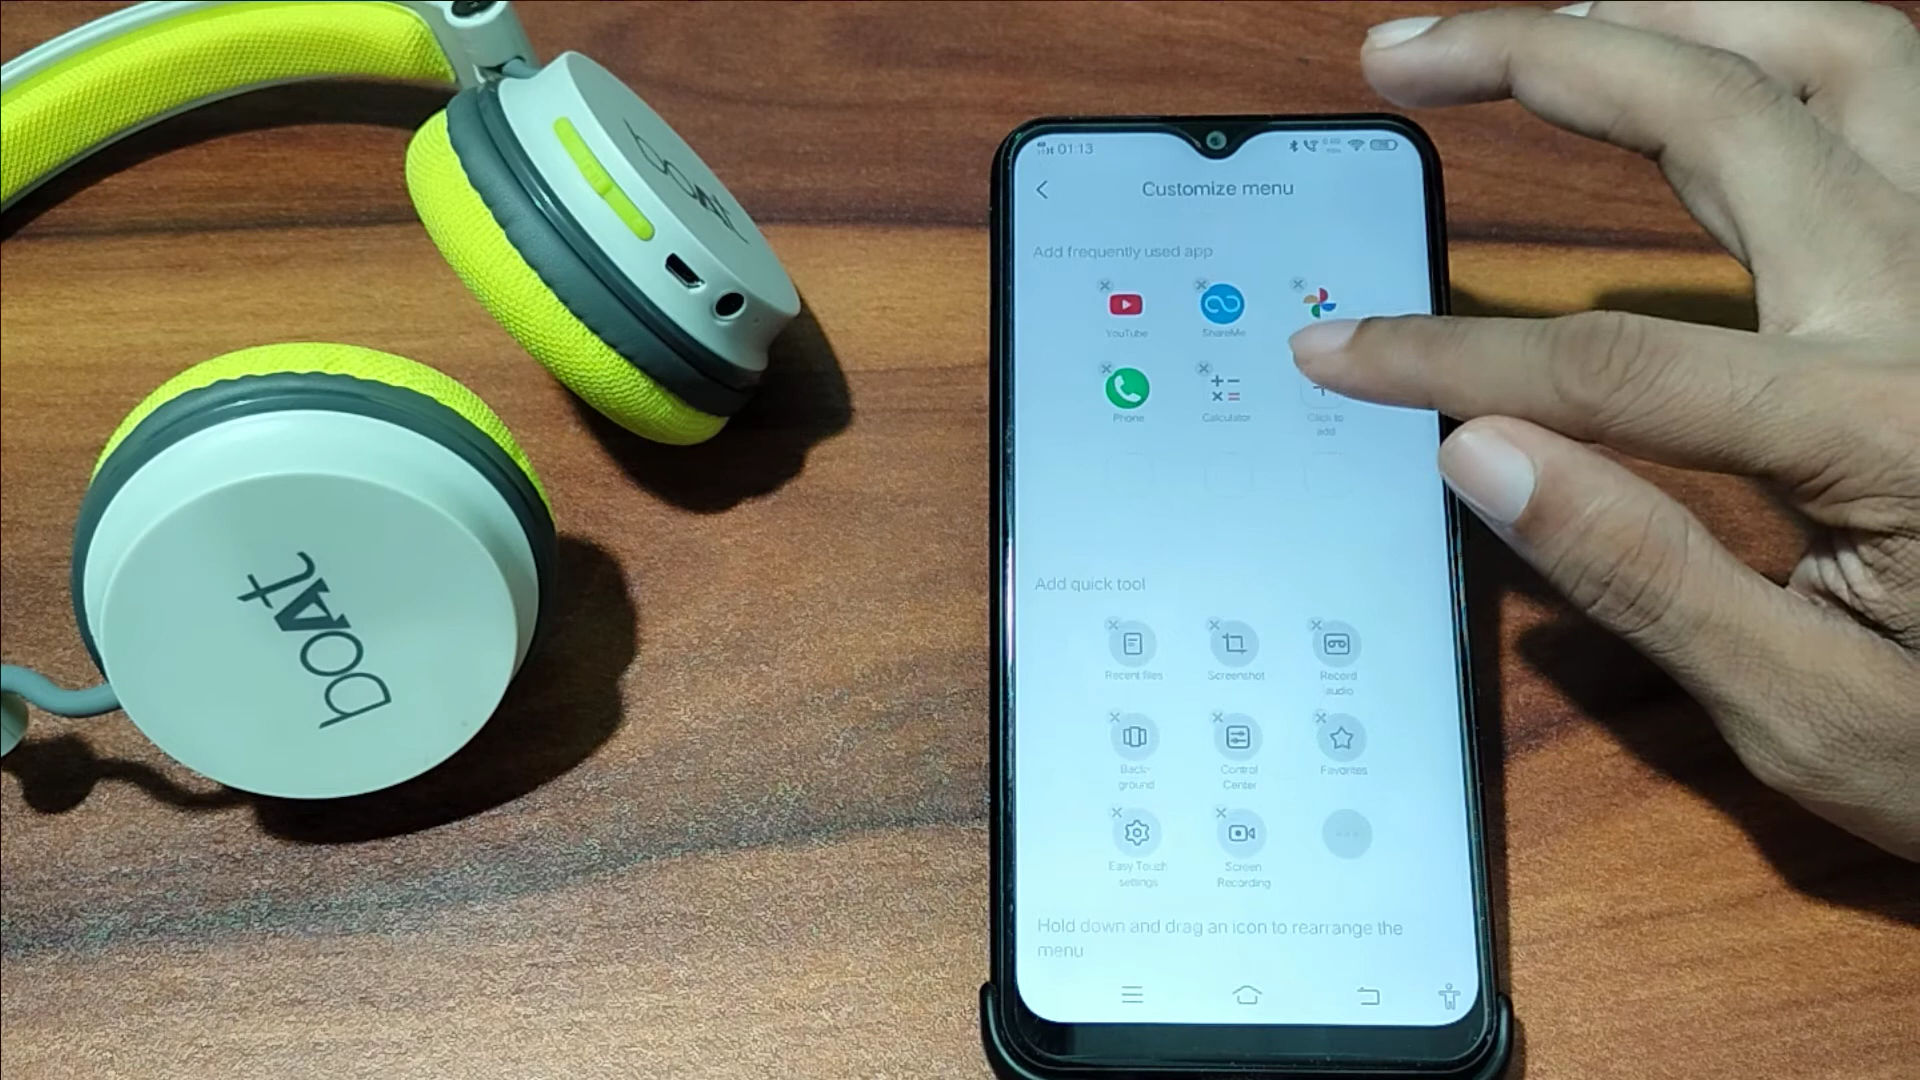 boAt
01:13
Customize menu
Add frequently used app
YouTube
ShareMe
Phone
Calculator
Click to
add
Add quick tool
Recent files
Screenshot
Record
audio
Back-
ground
Control
Center
Favorites
Easy Touch
settings
Screen
Recording
Hold down and drag an icon to rearrange the
menu
boAt